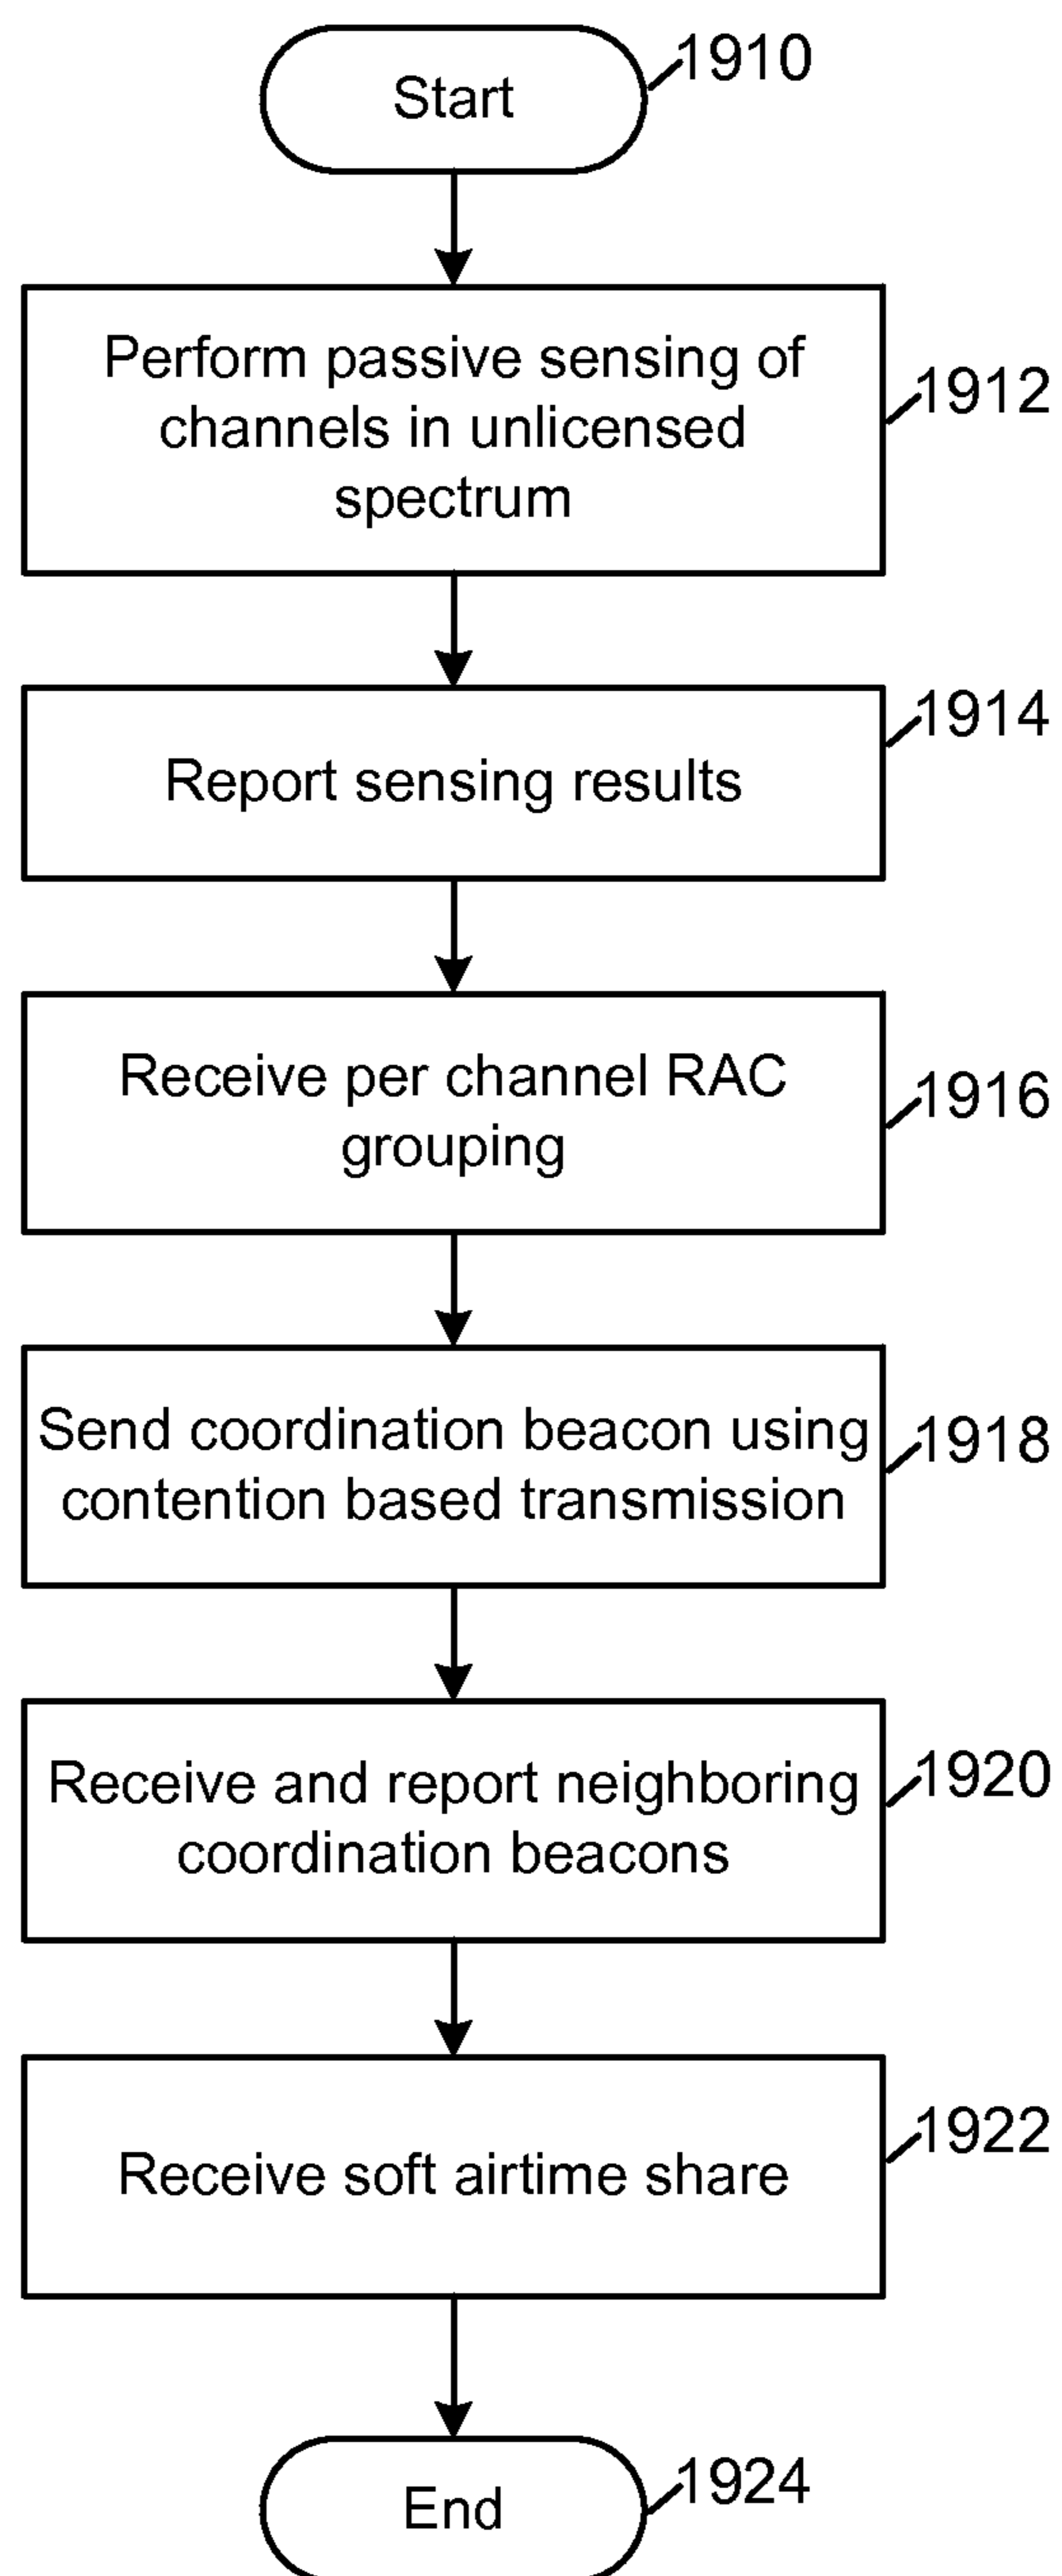 Start
1910
Perform passive sensing of
channels in unlicensed
spectrum
1912
Report sensing results
1914
Receive per channel RAC
grouping
1916
Send coordination beacon using
contention based transmission
1918
Receive and report neighboring
coordination beacons
1920
Receive soft airtime share
1922
End
1924